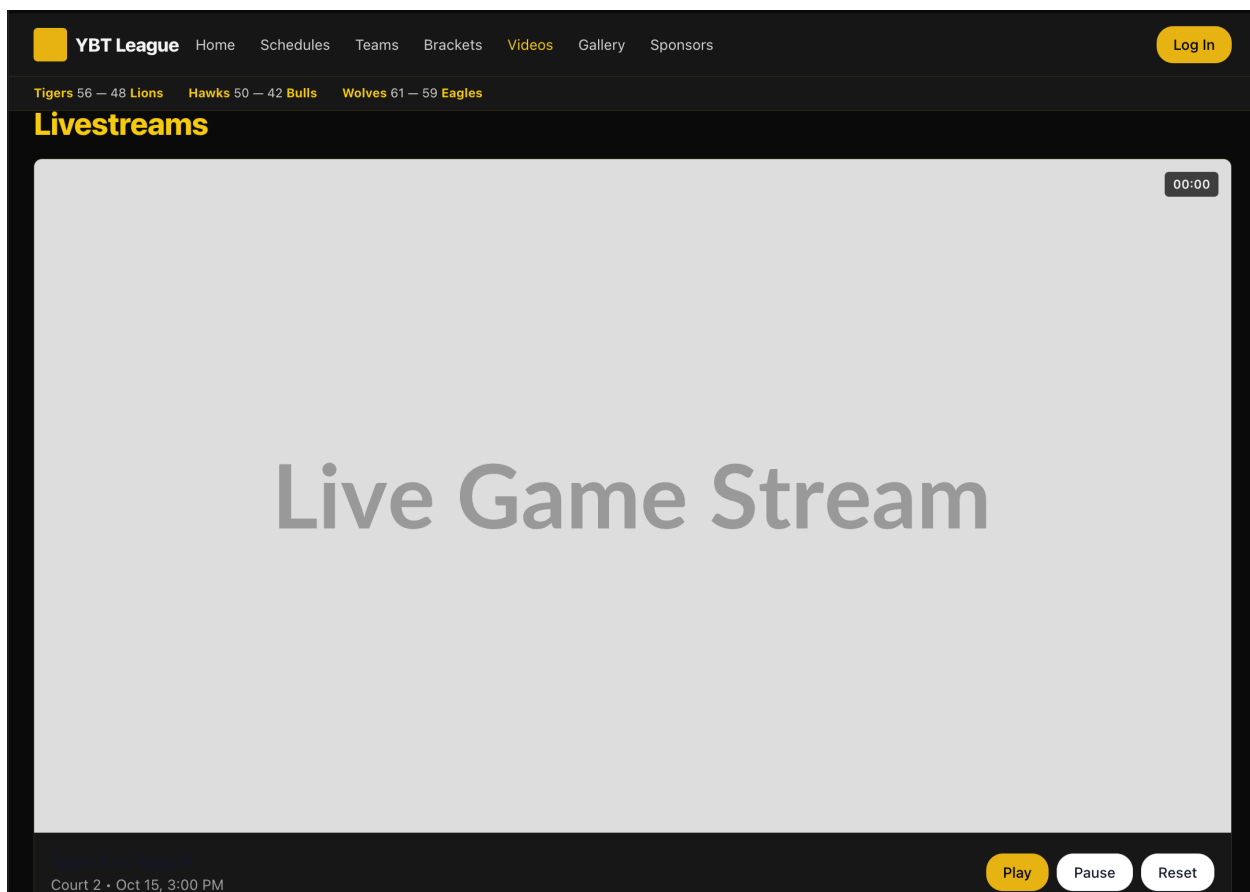 YBT League Home Schedules Teams Brackets Videos Gallery Sponsors Log In
Tigers 56 — 48 Lions Hawks 50 — 42 Bulls Wolves 61 — 59 Eagles
Livestreams
00:00
Live Game Stream
Court 2 • Oct 15, 3:00 PM
Play Pause Reset